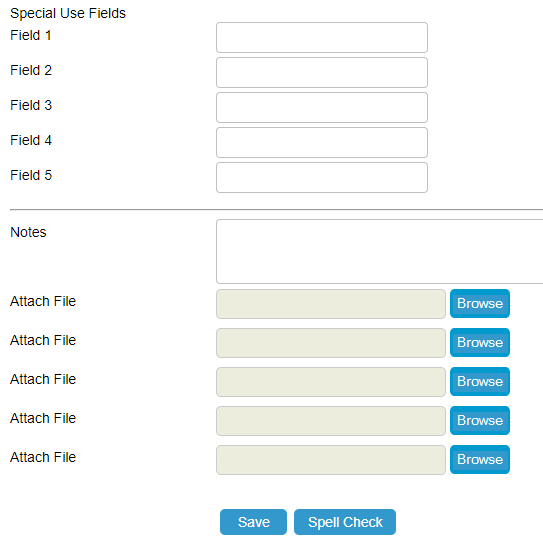 Special Use Fields
Field 1
Field 2
Field 3
Field 4
Field 5
Notes
Attach File Browse
Attach File Browse
Attach File Browse
Attach File Browse
Attach File Browse
Save Spell Check